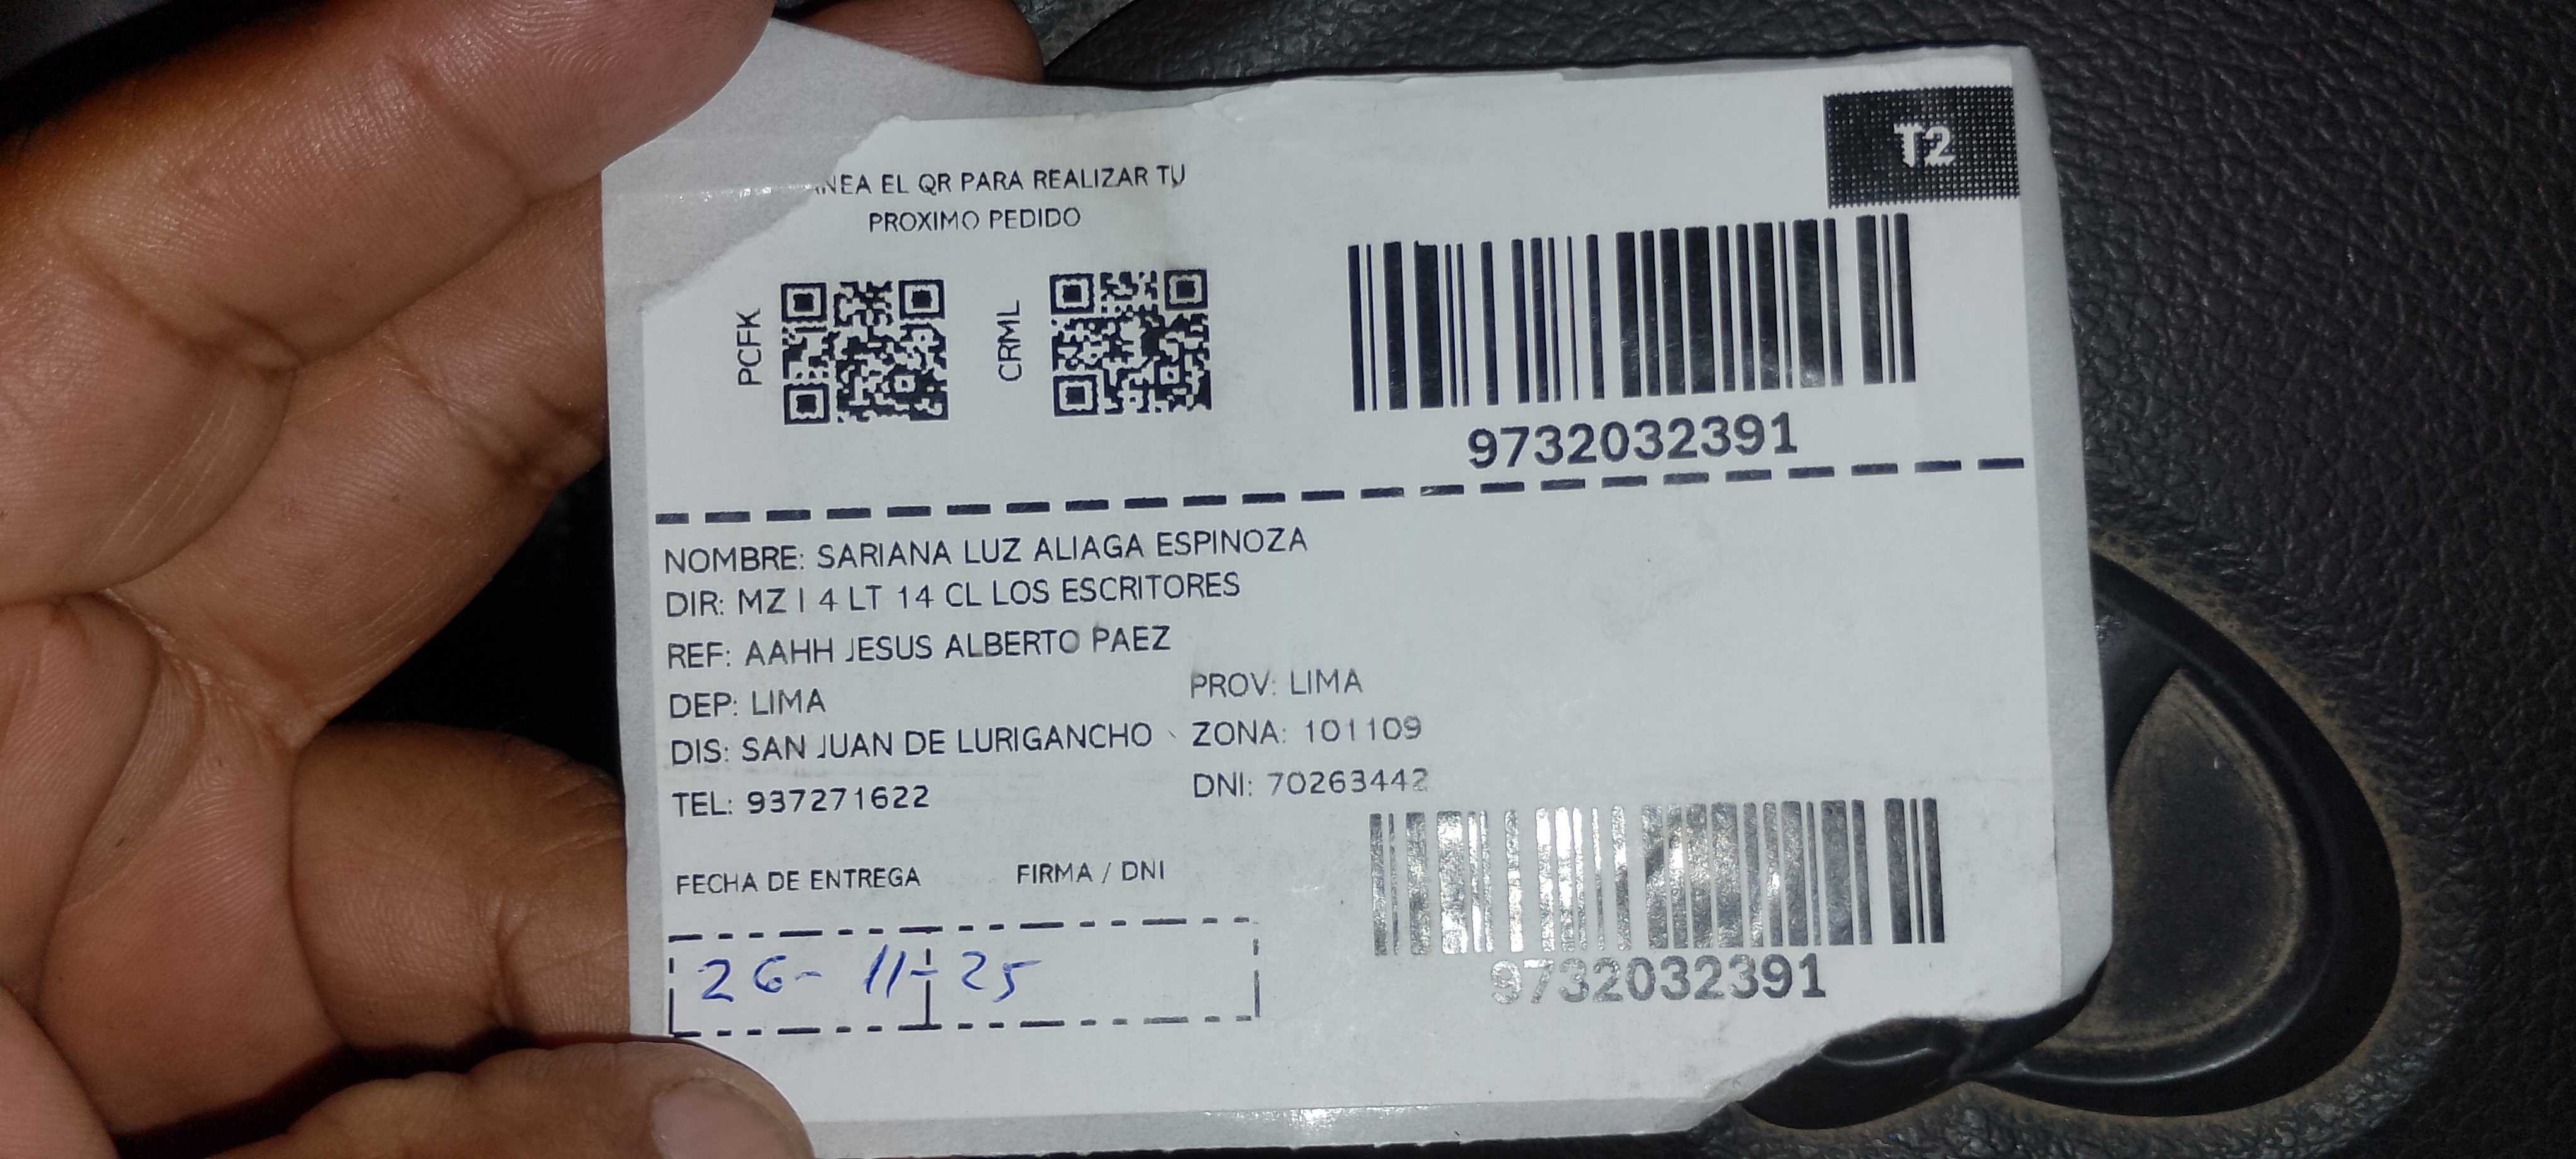 EL QR PARA REALIZAR TU
PROXIMO PEDIDO
T2
PCFK
CRML
9732032391
NOMBRE: SARIANA LUZ ALIAGA ESPINOZA
DIR: MZ I 4 LT 14 CL LOS ESCRITORES
REF: AAHH JESUS ALBERTO PAEZ
DEP: LIMA PROV: LIMA
DIS: SAN JUAN DE LURIGANCHO ZONA: 101109
TEL: 937271622 DNI: 70263442
FECHA DE ENTREGA FIRMA / DNI
26- 11- 25
9732032391